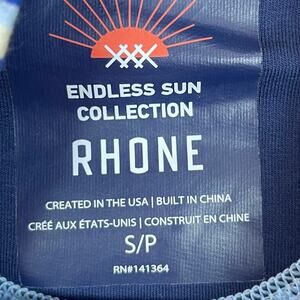 ENDLESS SUN
COLLECTION
RHONE
CREATED IN THE USA | BUILT IN CHINA
CRÉÉ AUX ÉTATS-UNIS | CONSTRUIT EN CHINE
S/P
RN#141364